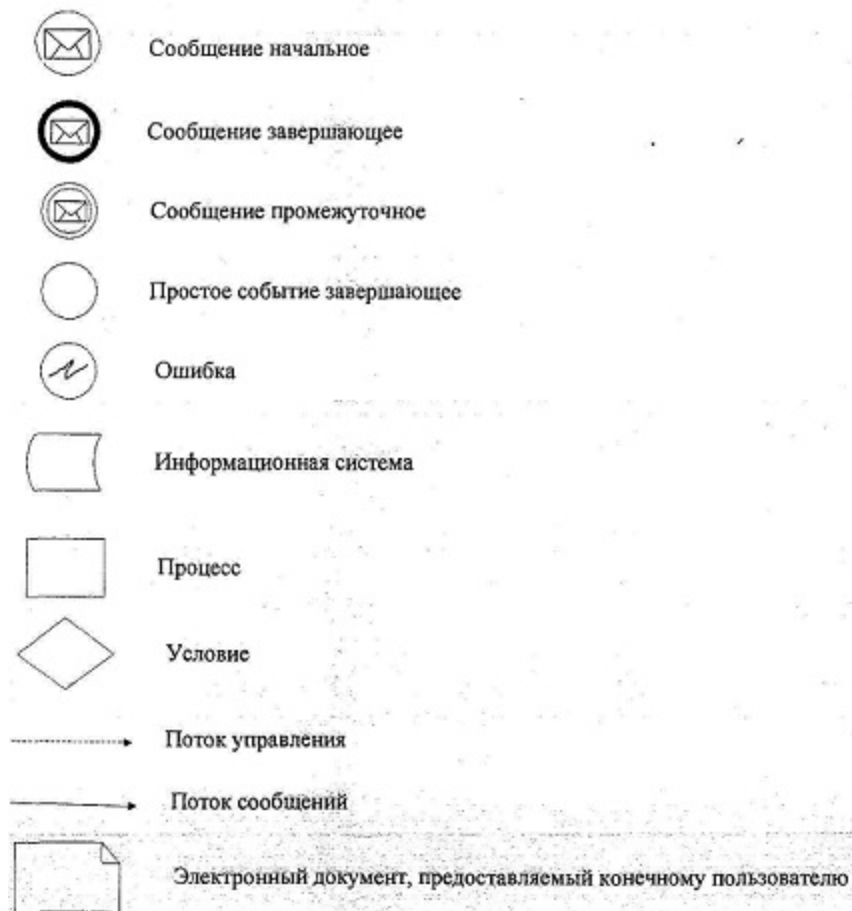 Сообщение начальное
Сообщение завершающее
Сообщение промежуточное
Простое событие завершающее
Ошибка
Информационная система
Процесс
Условие
Поток управления
Поток сообщений
Электронный документ, предоставляемый конечному пользователю